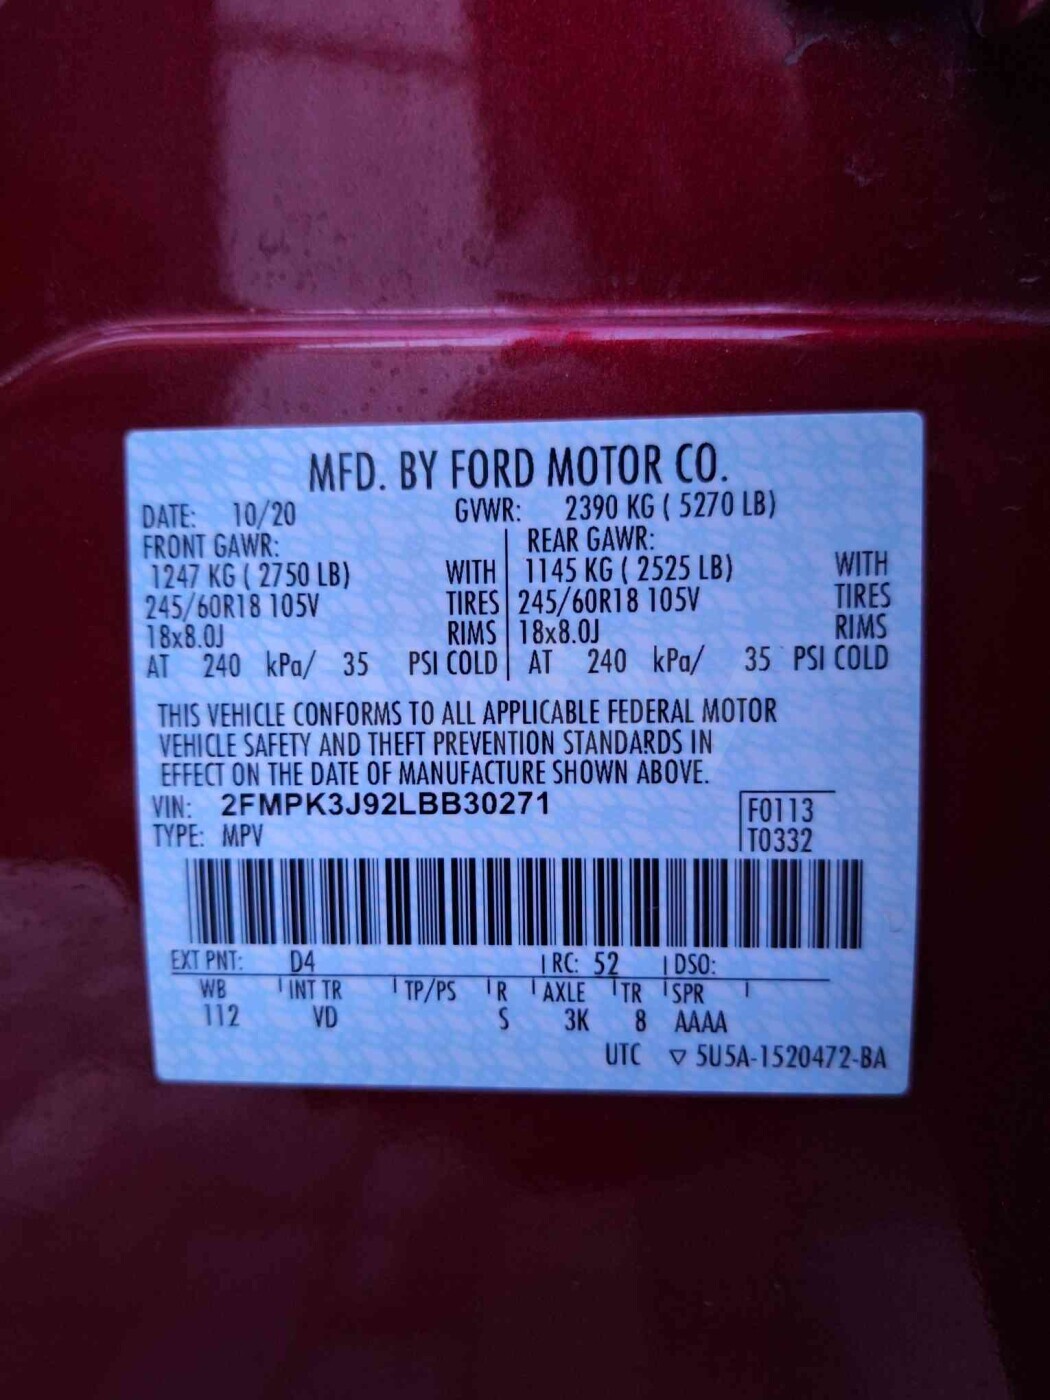 MFD. BY FORD MOTOR CO.
DATE: 10/20 GVWR: 2390 KG ( 5270 LB)
FRONT GAWR: REAR GAWR:
1247 KG ( 2750 LB) WITH 1145 KG ( 2525 LB) WITH
245/60R18 105V TIRES 245/60R18 105V TIRES
18x8.0J RIMS 18x8.0J RIMS
AT 240 kPa/ 35 PSI COLD AT 240 kPa/ 35 PSI COLD
THIS VEHICLE CONFORMS TO ALL APPLICABLE FEDERAL MOTOR
VEHICLE SAFETY AND THEFT PREVENTION STANDARDS IN
EFFECT ON THE DATE OF MANUFACTURE SHOWN ABOVE.
VIN: 2FMPK3J92LBB30271 F0113
TYPE: MPV T0332
EXT PNT: D4 RC: 52 DSO:
WB INT TR TP/PS R AXLE TR SPR
112 VD S 3K 8 AAAA
UTC ▽ 5U5A-1520472-BA